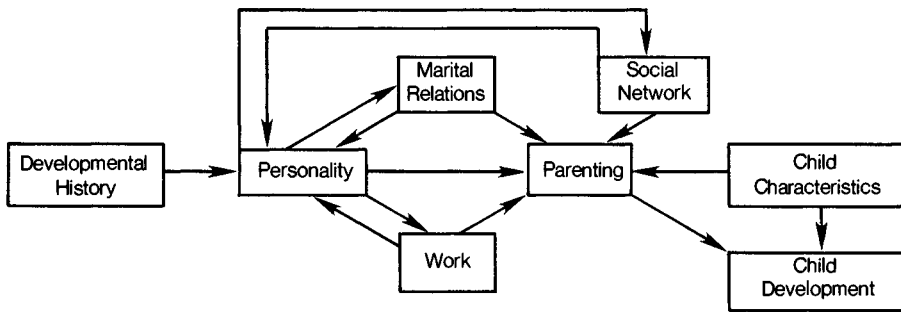 Marital
Relations
Social
Network
Developmental
History
Personality
Parenting
Child
Characteristics
Work
Child
Development